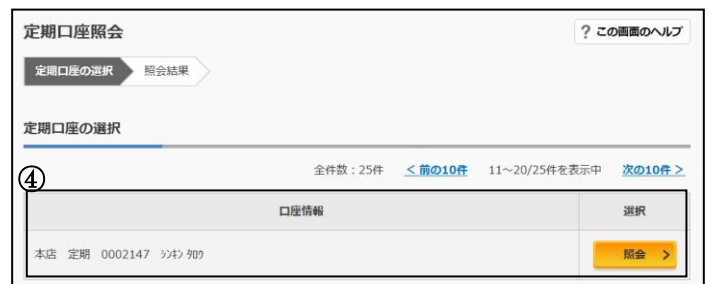 定期口座照会
? この画面のヘルプ
定期口座の選択 照会結果
定期口座の選択
全件数：25件 < 前の10件 11～20/25件を表示中 次の10件 >
④
口座情報 選択
本店 定期 0002147 ｼﾝｷﾝ ﾀﾛｳ 照会 >